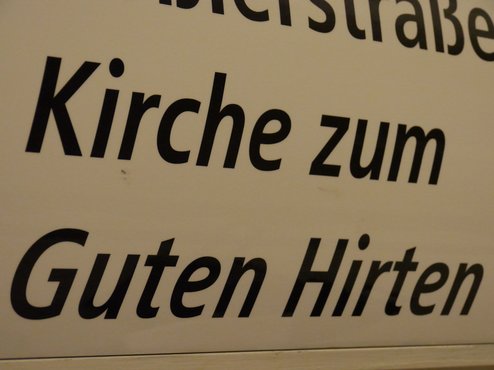 Kirche zum
Guten Hirten